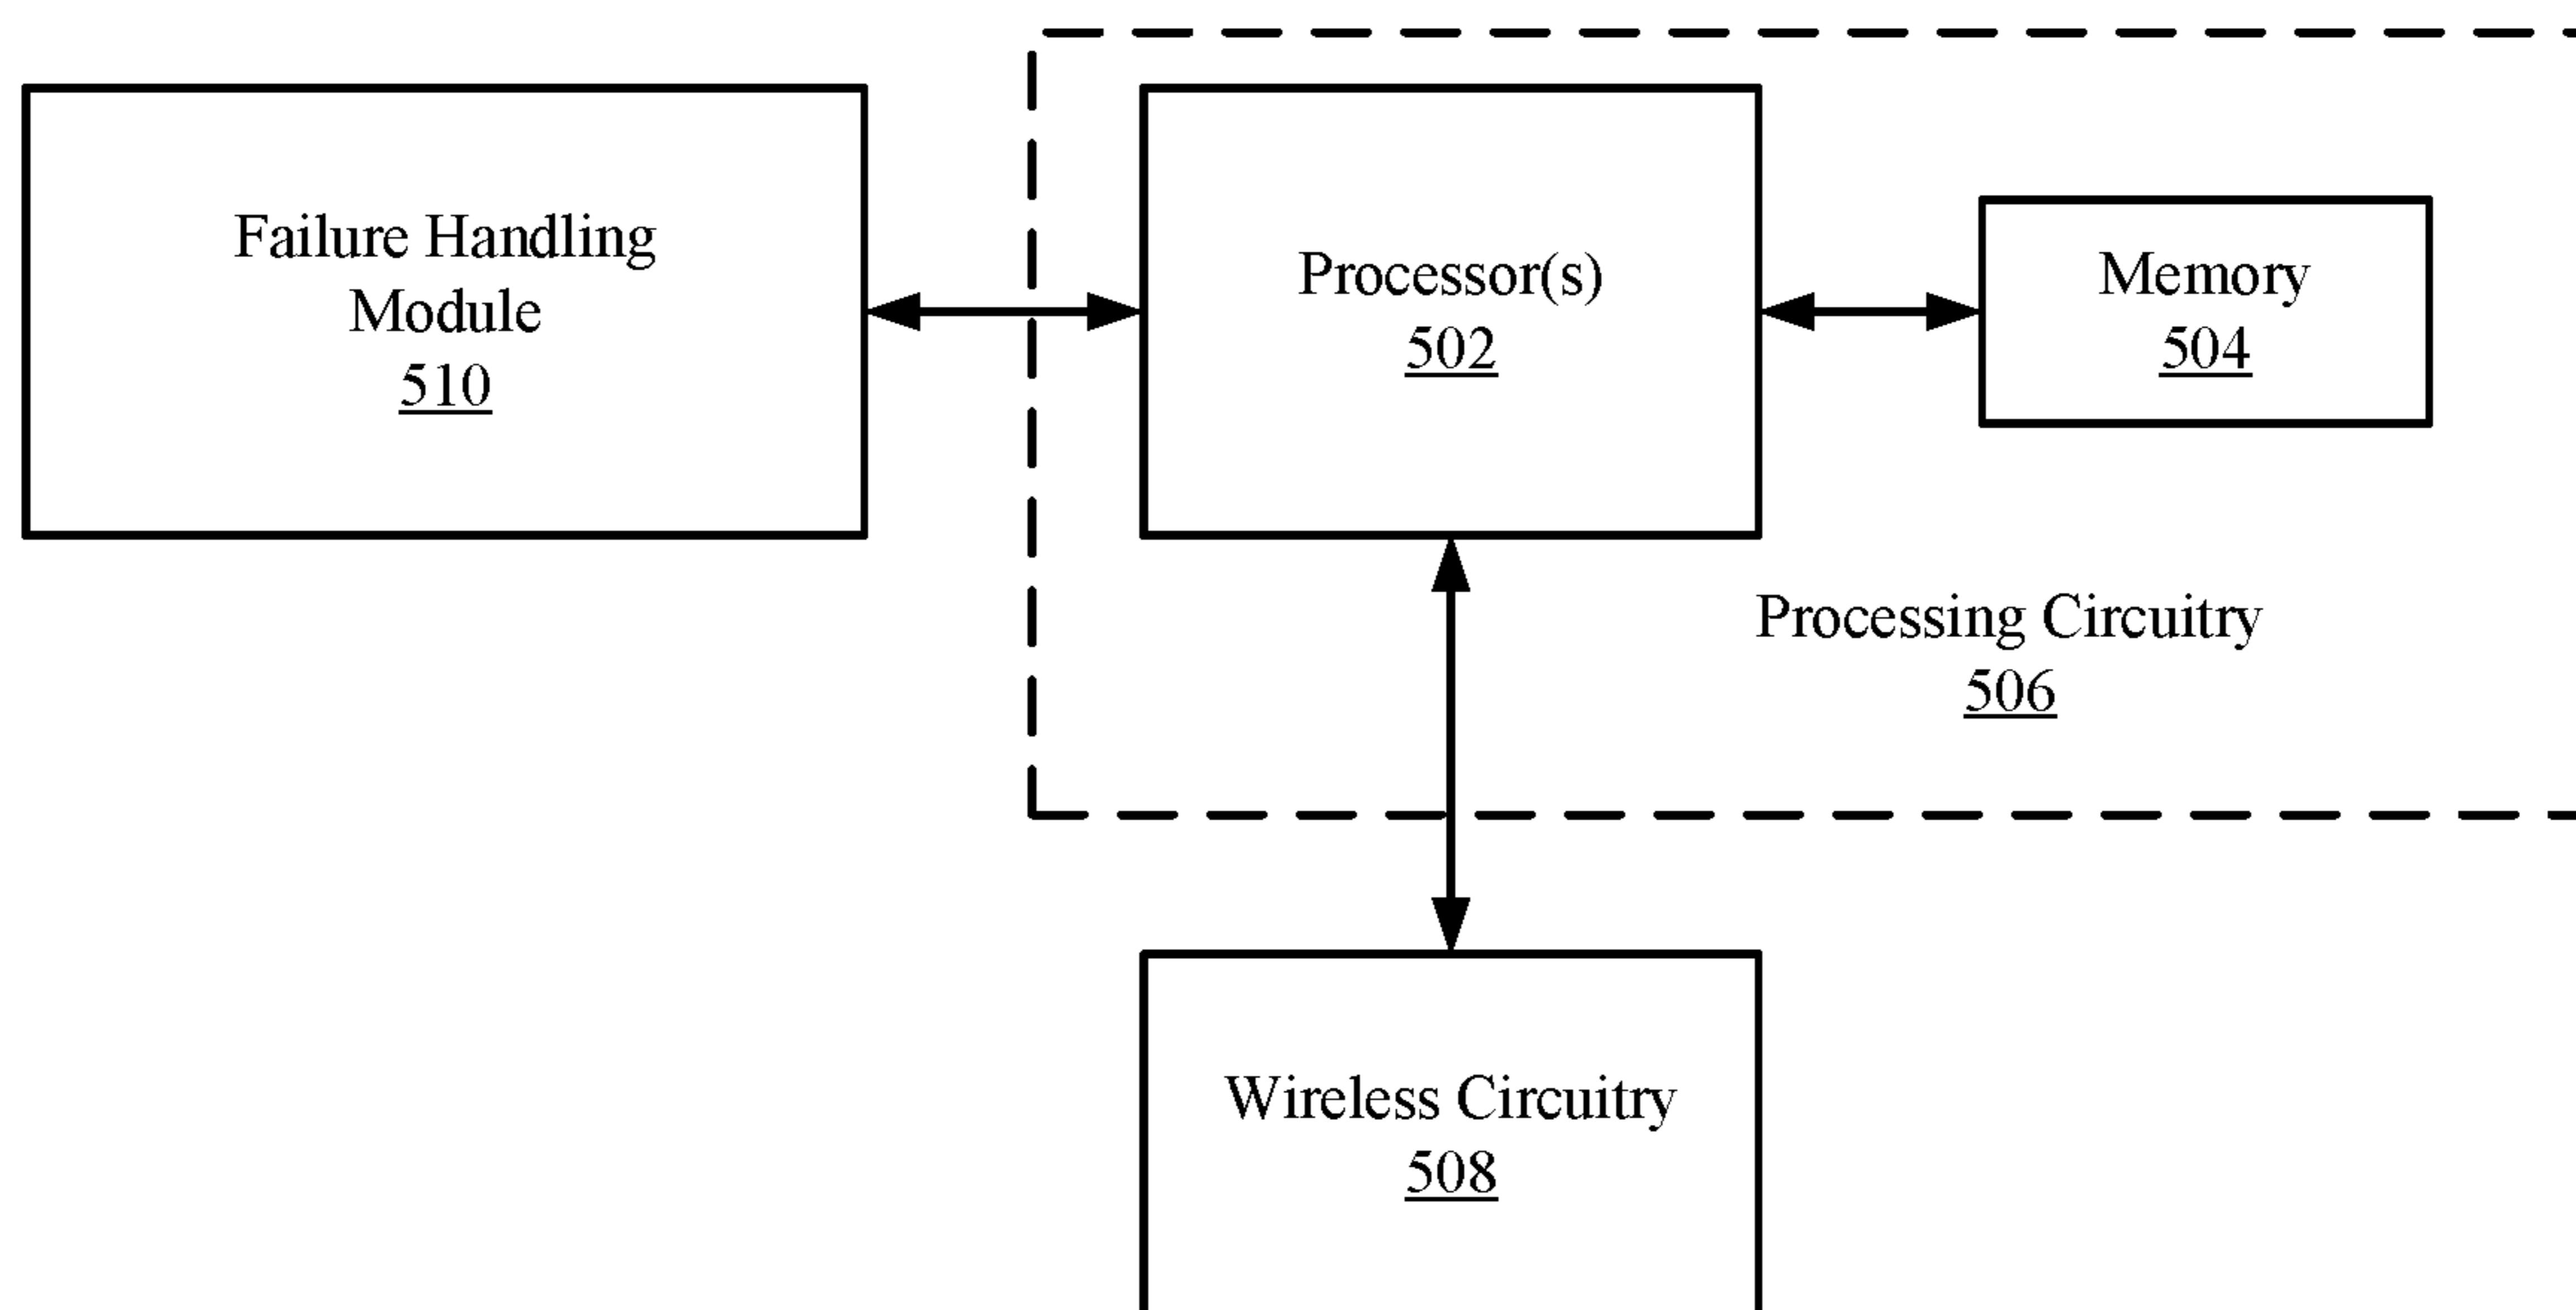 Failure Handling
Module
510
Processor(s)
502
Memory
504
Processing Circuitry
506
Wireless Circuitry
508